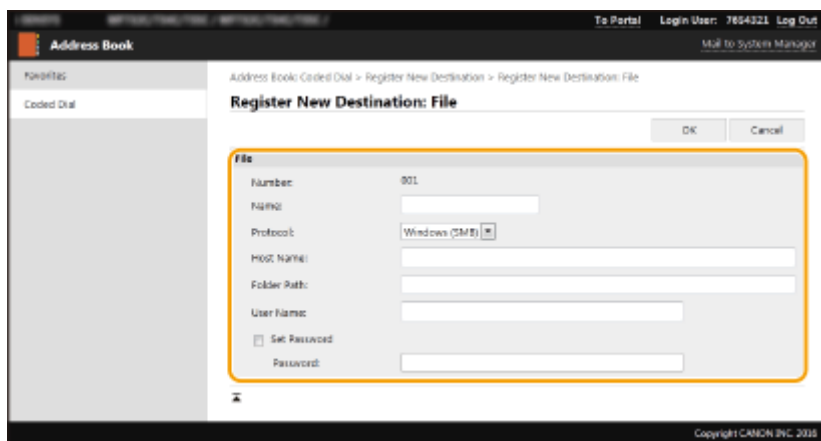 To Portal Login User: 7654321 Log Out
Address Book
Mail to System Manager
Favorites
Coded Dial
Address Book: Coded Dial > Register New Destination > Register New Destination: File
Register New Destination: File
OK Cancel
File
Number: 001
Name:
Protocol: Windows (SMB)
Host Name:
Folder Path:
User Name:
Set Password
Password:
Copyright CANON INC. 2016